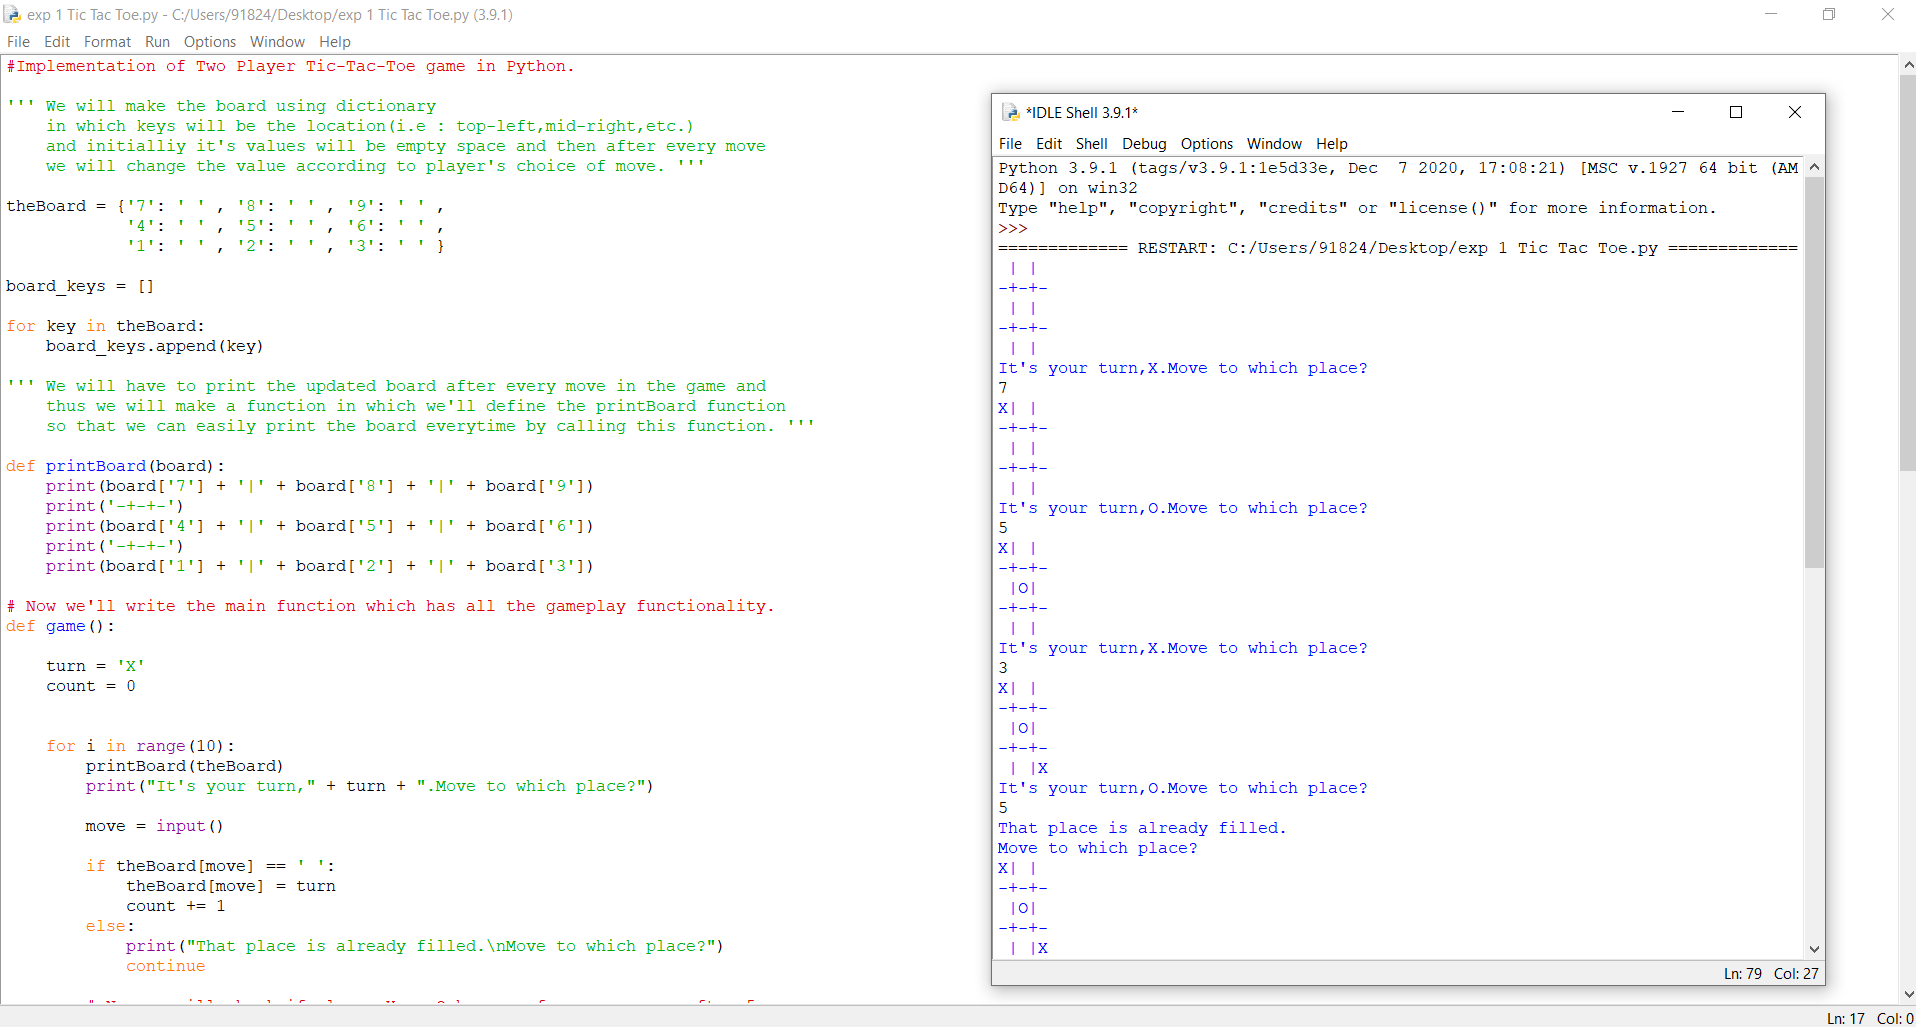 exp 1 Tic Tac Toe.py - C:/Users/91824/Desktop/exp 1 Tic Tac Toe.py (3.9.1)
File Edit Format Run Options Window Help
#Implementation of Two Player Tic-Tac-Toe game in Python.
''' We will make the board using dictionary
    in which keys will be the location(i.e : top-left,mid-right,etc.)
    and initialliy it's values will be empty space and then after every move
    we will change the value according to player's choice of move. '''
theBoard = {'7': ' ' , '8': ' ' , '9': ' ' ,
            '4': ' ' , '5': ' ' , '6': ' ' ,
            '1': ' ' , '2': ' ' , '3': ' ' }
board_keys = []
for key in theBoard:
    board_keys.append(key)
''' We will have to print the updated board after every move in the game and
    thus we will make a function in which we'll define the printBoard function
    so that we can easily print the board everytime by calling this function. '''
def printBoard(board):
    print(board['7'] + '|' + board['8'] + '|' + board['9'])
    print('-+-+-')
    print(board['4'] + '|' + board['5'] + '|' + board['6'])
    print('-+-+-')
    print(board['1'] + '|' + board['2'] + '|' + board['3'])
# Now we'll write the main function which has all the gameplay functionality.
def game():
    turn = 'X'
    count = 0
    for i in range(10):
        printBoard(theBoard)
        print("It's your turn," + turn + ".Move to which place?")
        move = input()
        if theBoard[move] == ' ':
            theBoard[move] = turn
            count += 1
        else:
            print("That place is already filled.\nMove to which place?")
            continue
Ln: 17 Col: 0
*IDLE Shell 3.9.1*
File Edit Shell Debug Options Window Help
Python 3.9.1 (tags/v3.9.1:1e5d33e, Dec  7 2020, 17:08:21) [MSC v.1927 64 bit (AM
D64)] on win32
Type "help", "copyright", "credits" or "license()" for more information.
>>>
============= RESTART: C:/Users/91824/Desktop/exp 1 Tic Tac Toe.py =============
 | |
-+-+-
 | |
-+-+-
 | |
It's your turn,X.Move to which place?
7
X| |
-+-+-
 | |
-+-+-
 | |
It's your turn,O.Move to which place?
5
X| |
-+-+-
 |O|
-+-+-
 | |
It's your turn,X.Move to which place?
3
X| |
-+-+-
 |O|
-+-+-
 | |X
It's your turn,O.Move to which place?
5
That place is already filled.
Move to which place?
X| |
-+-+-
 |O|
-+-+-
 | |X
Ln: 79 Col: 27